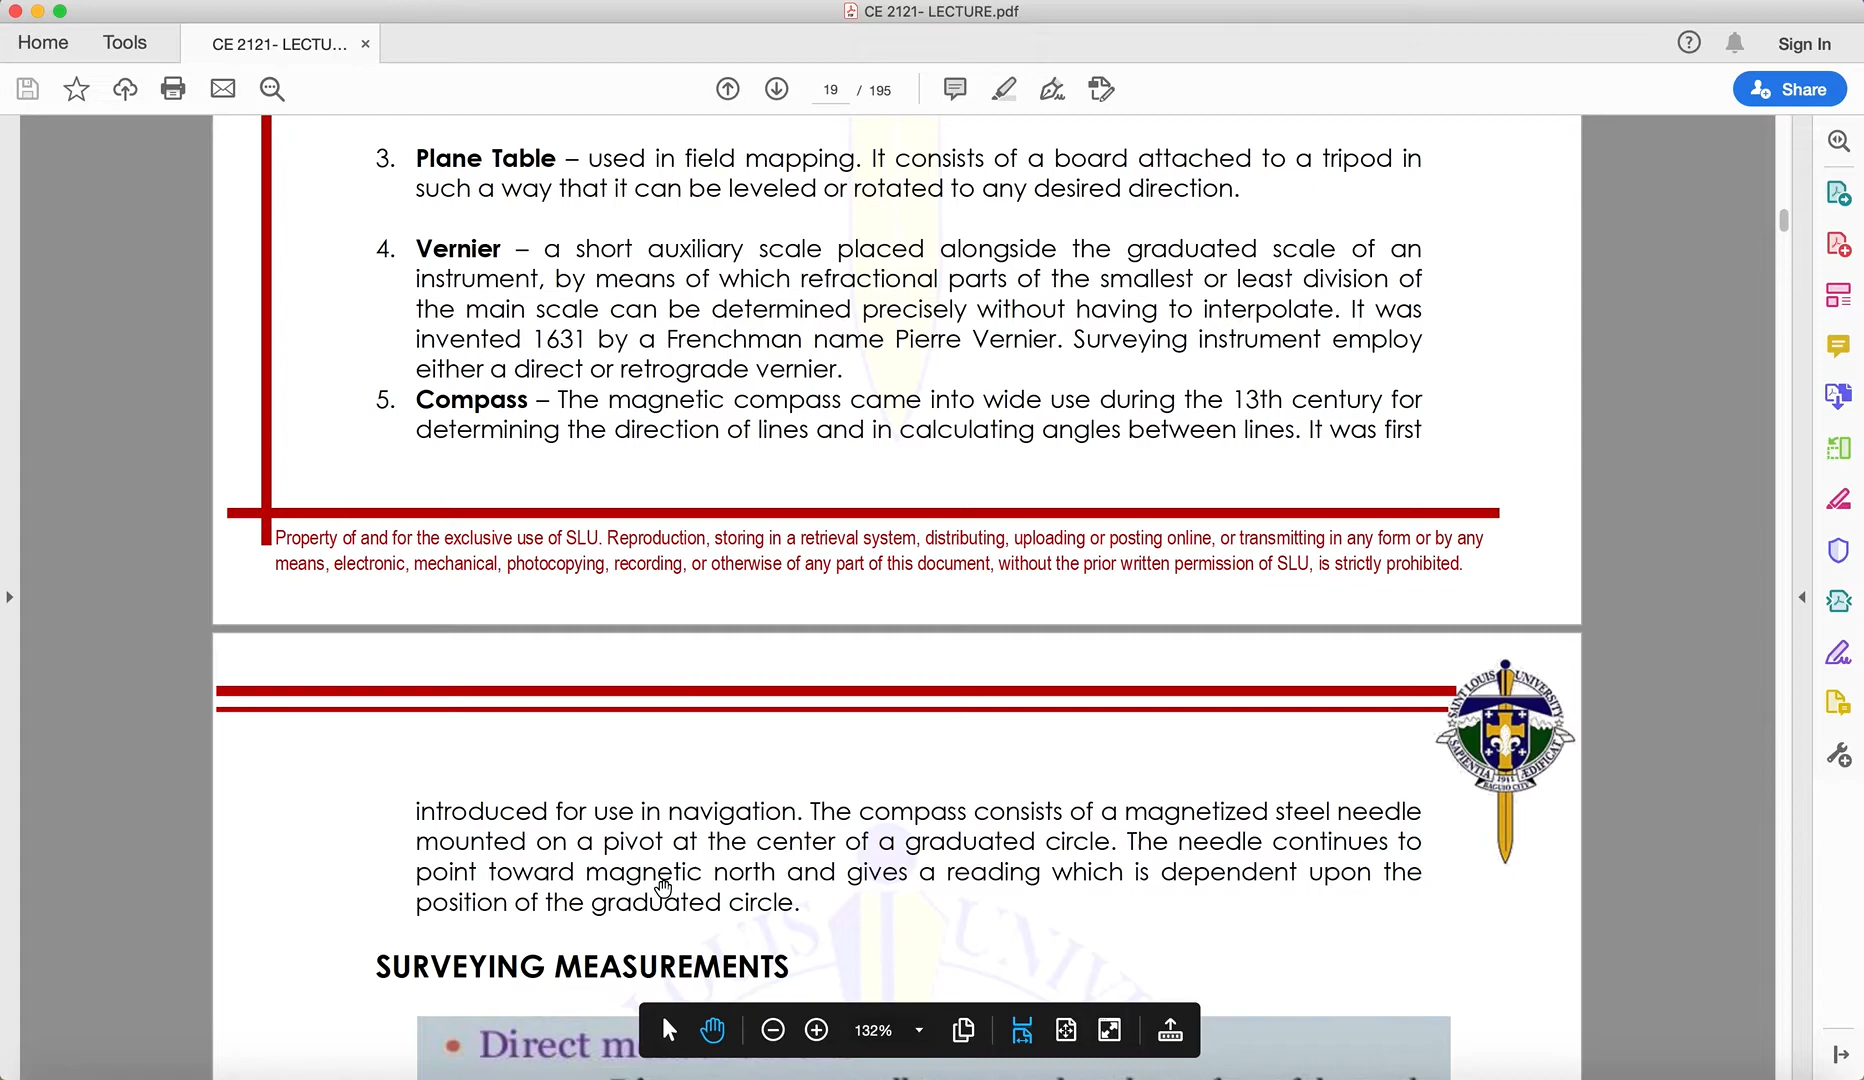 CE 2121- LECTURE.pdf
Home Tools CE 2121- LECTU... × Sign In
19 / 195 Share
3. Plane Table – used in field mapping. It consists of a board attached to a tripod in
such a way that it can be leveled or rotated to any desired direction.
4. Vernier – a short auxiliary scale placed alongside the graduated scale of an
instrument, by means of which refractional parts of the smallest or least division of
the main scale can be determined precisely without having to interpolate. It was
invented 1631 by a Frenchman name Pierre Vernier. Surveying instrument employ
either a direct or retrograde vernier.
5. Compass – The magnetic compass came into wide use during the 13th century for
determining the direction of lines and in calculating angles between lines. It was first
Property of and for the exclusive use of SLU. Reproduction, storing in a retrieval system, distributing, uploading or posting online, or transmitting in any form or by any
means, electronic, mechanical, photocopying, recording, or otherwise of any part of this document, without the prior written permission of SLU, is strictly prohibited.
SAINT LOUIS UNIVERSITY
SAPIENTIA 1911 ÆDIFICAT
BAGUIO CITY
introduced for use in navigation. The compass consists of a magnetized steel needle
mounted on a pivot at the center of a graduated circle. The needle continues to
point toward magnetic north and gives a reading which is dependent upon the
position of the graduated circle.
LOUIS UNIVE
SURVEYING MEASUREMENTS
132%
• Direct m